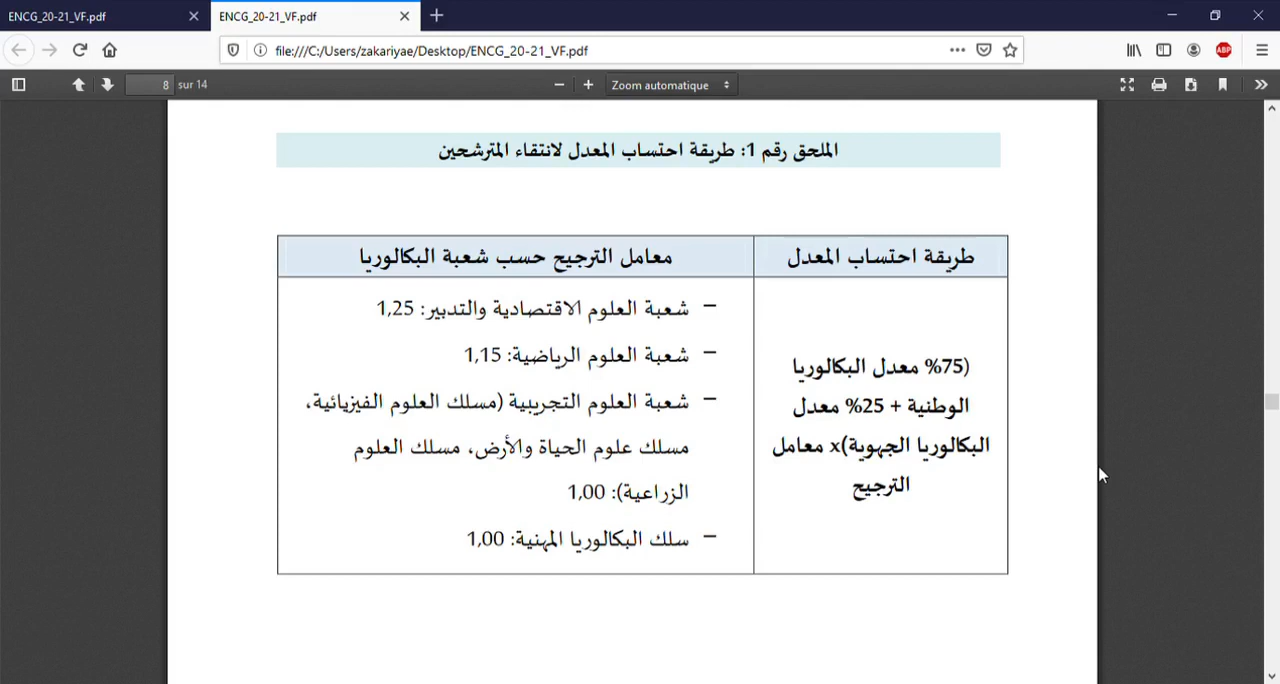 ENCG_20-21_VF.pdf
ENCG_20-21_VF.pdf
file:///C:/Users/zakariyae/Desktop/ENCG_20-21_VF.pdf
ABP
8 sur 14
Zoom automatique
الملحق رقم 1: طريقة احتساب المعدل لانتقاء المترشحين
طريقة احتساب المعدل
(75% معدل البكالوريا
الوطنية + 25% معدل
البكالوريا الجهوية)x معامل
الترجيح
معامل الترجيح حسب شعبة البكالوريا
– شعبة العلوم الاقتصادية والتدبير: 1,25
– شعبة العلوم الرياضية: 1,15
– شعبة العلوم التجريبية (مسلك العلوم الفيزيائية،
مسلك علوم الحياة والأرض، مسلك العلوم
الزراعية): 1,00
– سلك البكالوريا المهنية: 1,00